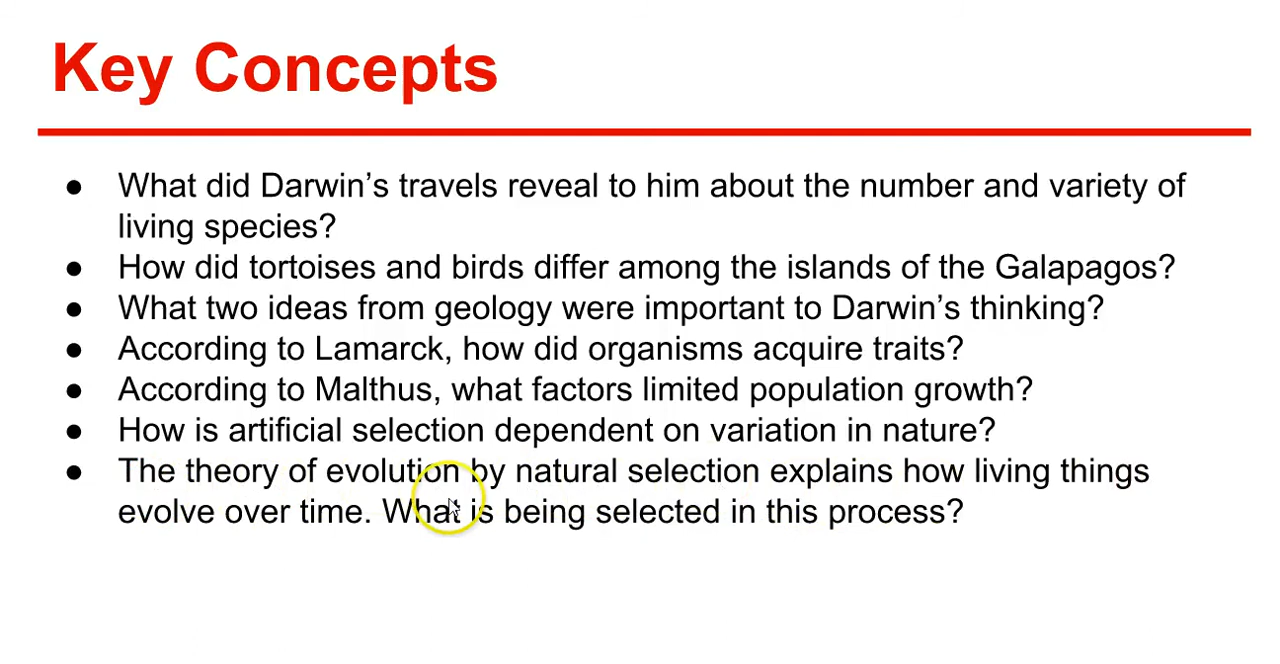 Key Concepts
● What did Darwin’s travels reveal to him about the number and variety of
living species?
● How did tortoises and birds differ among the islands of the Galapagos?
● What two ideas from geology were important to Darwin’s thinking?
● According to Lamarck, how did organisms acquire traits?
● According to Malthus, what factors limited population growth?
● How is artificial selection dependent on variation in nature?
● The theory of evolution by natural selection explains how living things
evolve over time. What is being selected in this process?